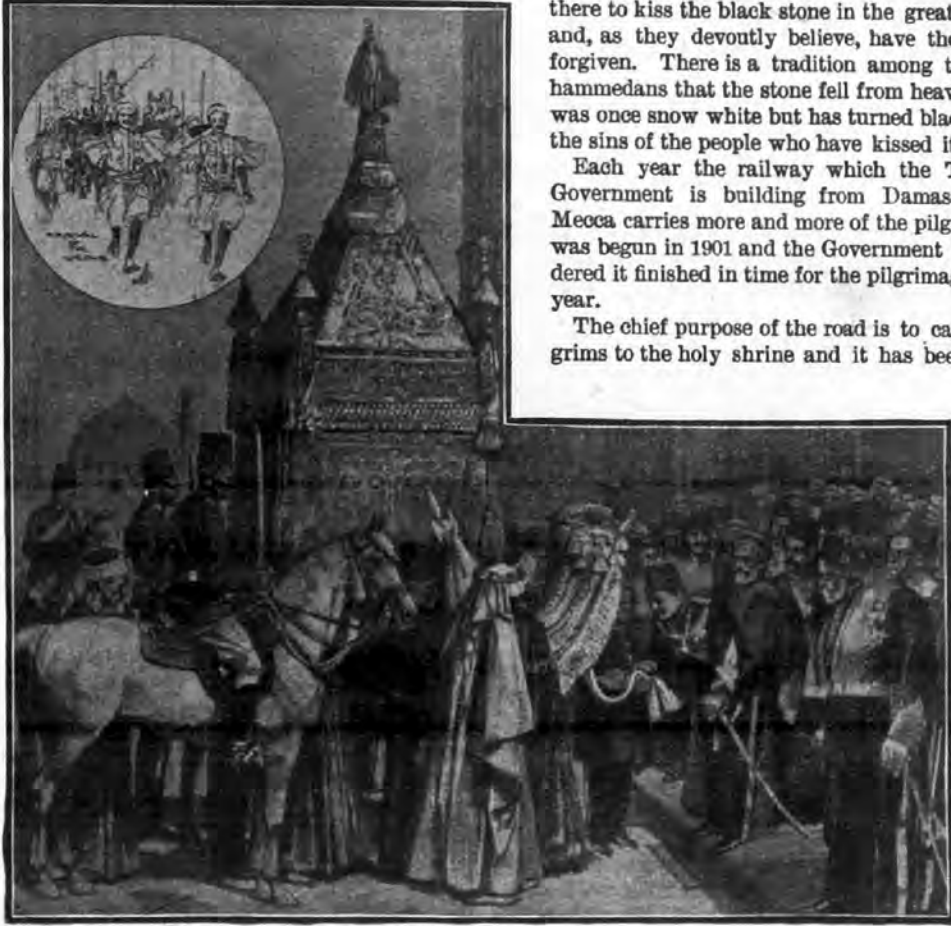 there to kiss the black stone in the grea
and, as they devoutly believe, have the
forgiven. There is a tradition among t
hammedans that the stone fell from heav
was once snow white but has turned blac
the sins of the people who have kissed i
Each year the railway which the T
Government is building from Damas
Mecca carries more and more of the pilg
was begun in 1901 and the Government
dered it finished in time for the pilgrima
year.
The chief purpose of the road is to ca
grims to the holy shrine and it has bee